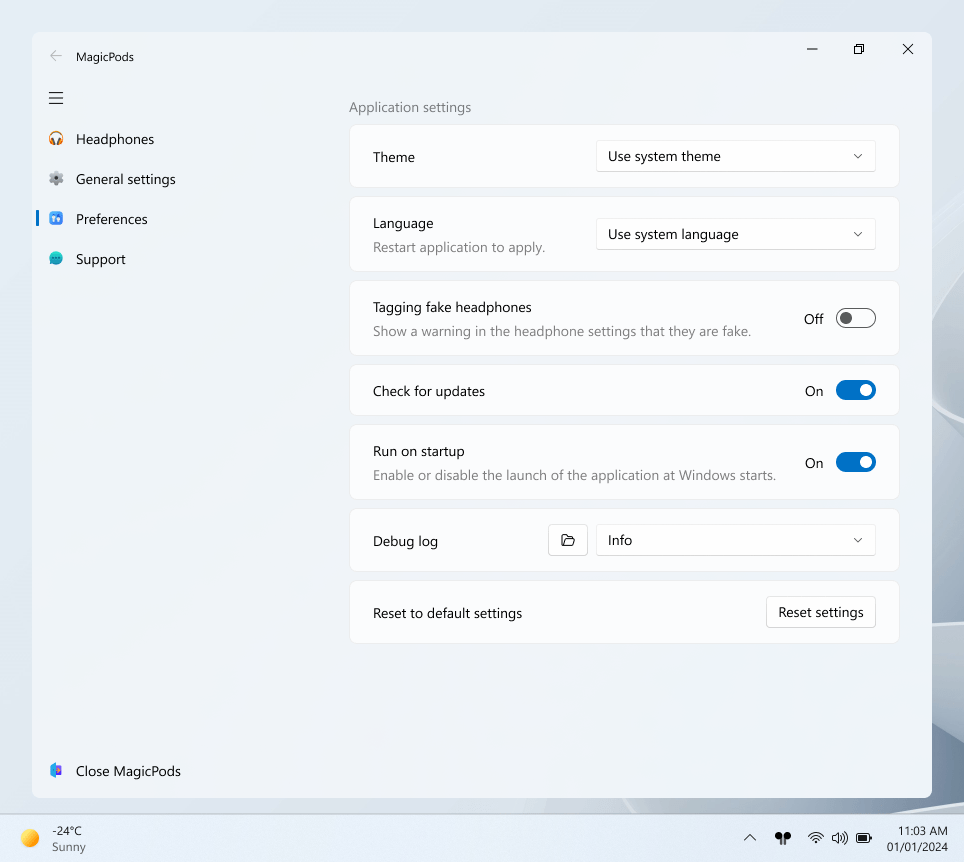 MagicPods
Headphones
General settings
Preferences
Support
Close MagicPods
Application settings
Theme
Use system theme
Language
Restart application to apply.
Use system language
Tagging fake headphones
Show a warning in the headphone settings that they are fake.
Off
Check for updates
On
Run on startup
Enable or disable the launch of the application at Windows starts.
On
Debug log
Info
Reset to default settings
Reset settings
-24°C
Sunny
11:03 AM
01/01/2024